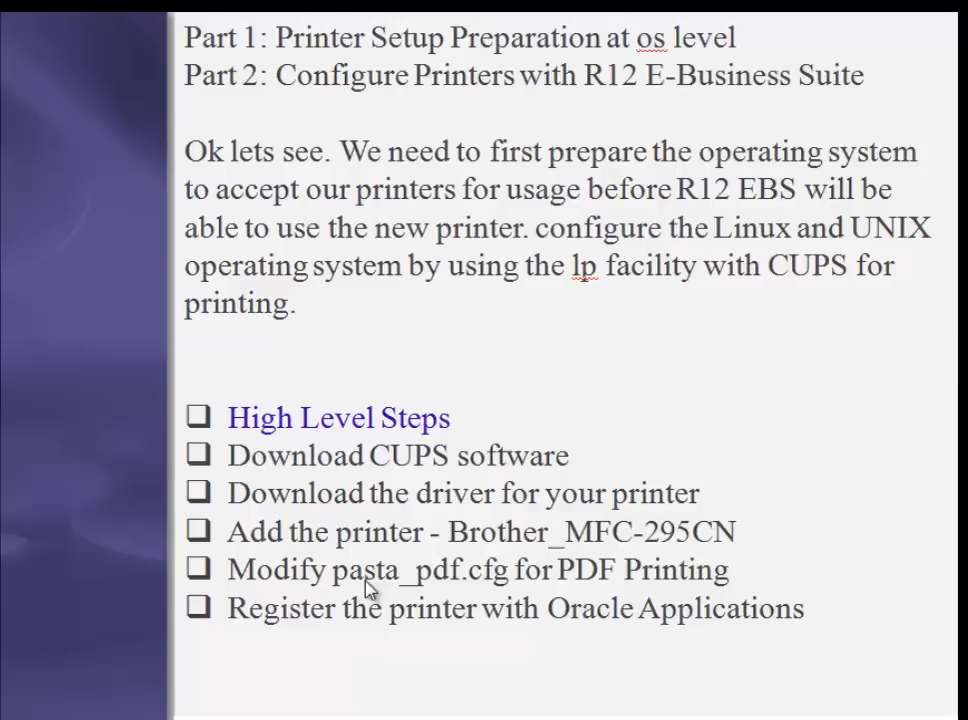 Part 1: Printer Setup Preparation at os level
Part 2: Configure Printers with R12 E-Business Suite
Ok lets see. We need to first prepare the operating system
to accept our printers for usage before R12 EBS will be
able to use the new printer. configure the Linux and UNIX
operating system by using the lp facility with CUPS for
printing.
High Level Steps
Download CUPS software
Download the driver for your printer
Add the printer - Brother_MFC-295CN
Modify pasta_pdf.cfg for PDF Printing
Register the printer with Oracle Applications